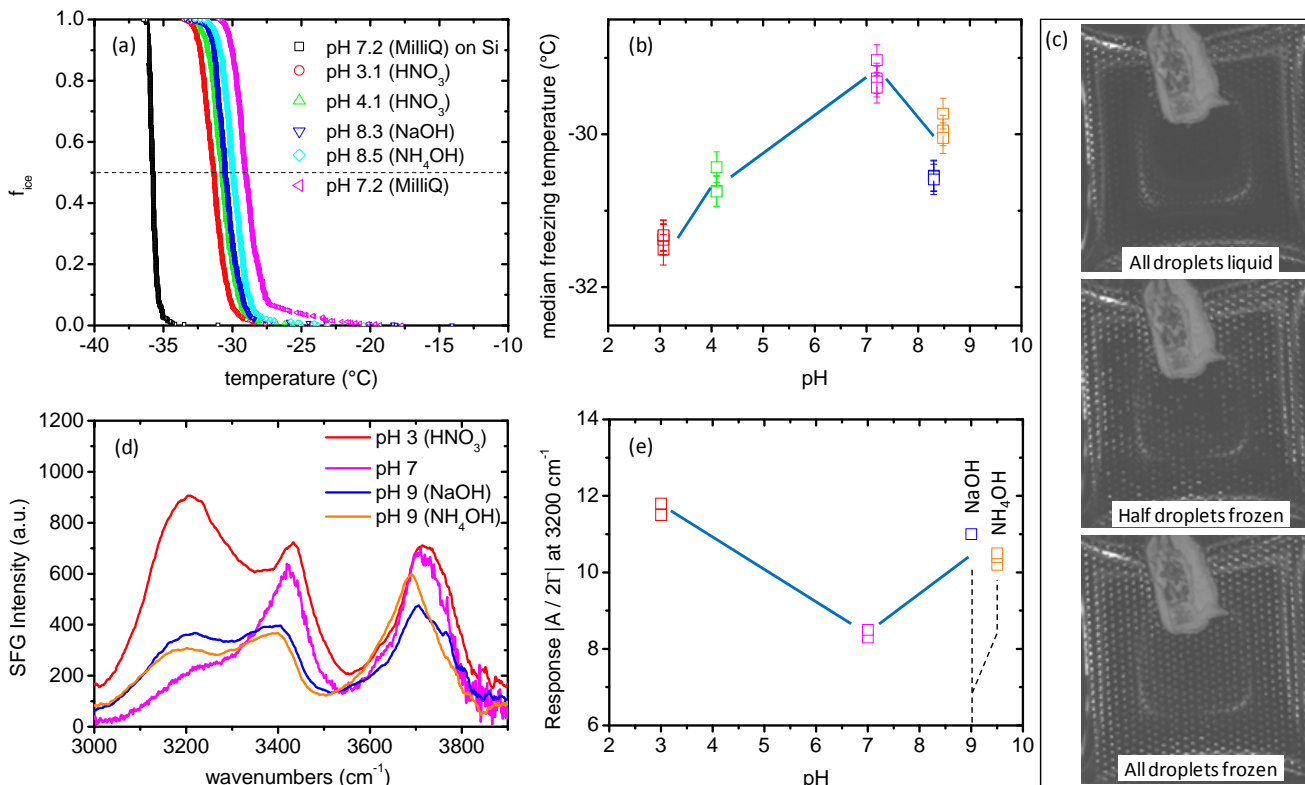 (a)
pH 7.2 (MilliQ) on Si
pH 3.1 (HNO₃)
pH 4.1 (HNO₃)
pH 8.3 (NaOH)
pH 8.5 (NH₄OH)
pH 7.2 (MilliQ)
1.0
0.8
0.6
0.4
0.2
0.0
f_ice
-40 -35 -30 -25 -20 -15 -10
temperature (°C)
(b)
median freezing temperature (°C)
-30
-32
2 3 4 5 6 7 8 9 10
pH
(c)
All droplets liquid
Half droplets frozen
All droplets frozen
(d)
pH 3 (HNO₃)
pH 7
pH 9 (NaOH)
pH 9 (NH₄OH)
1200
1000
800
600
400
200
0
SFG Intensity (a.u.)
3000 3200 3400 3600 3800
wavenumbers (cm⁻¹)
(e)
NaOH
NH₄OH
14
12
10
8
6
Response |A / 2Γ| at 3200 cm⁻¹
2 3 4 5 6 7 8 9 10
pH